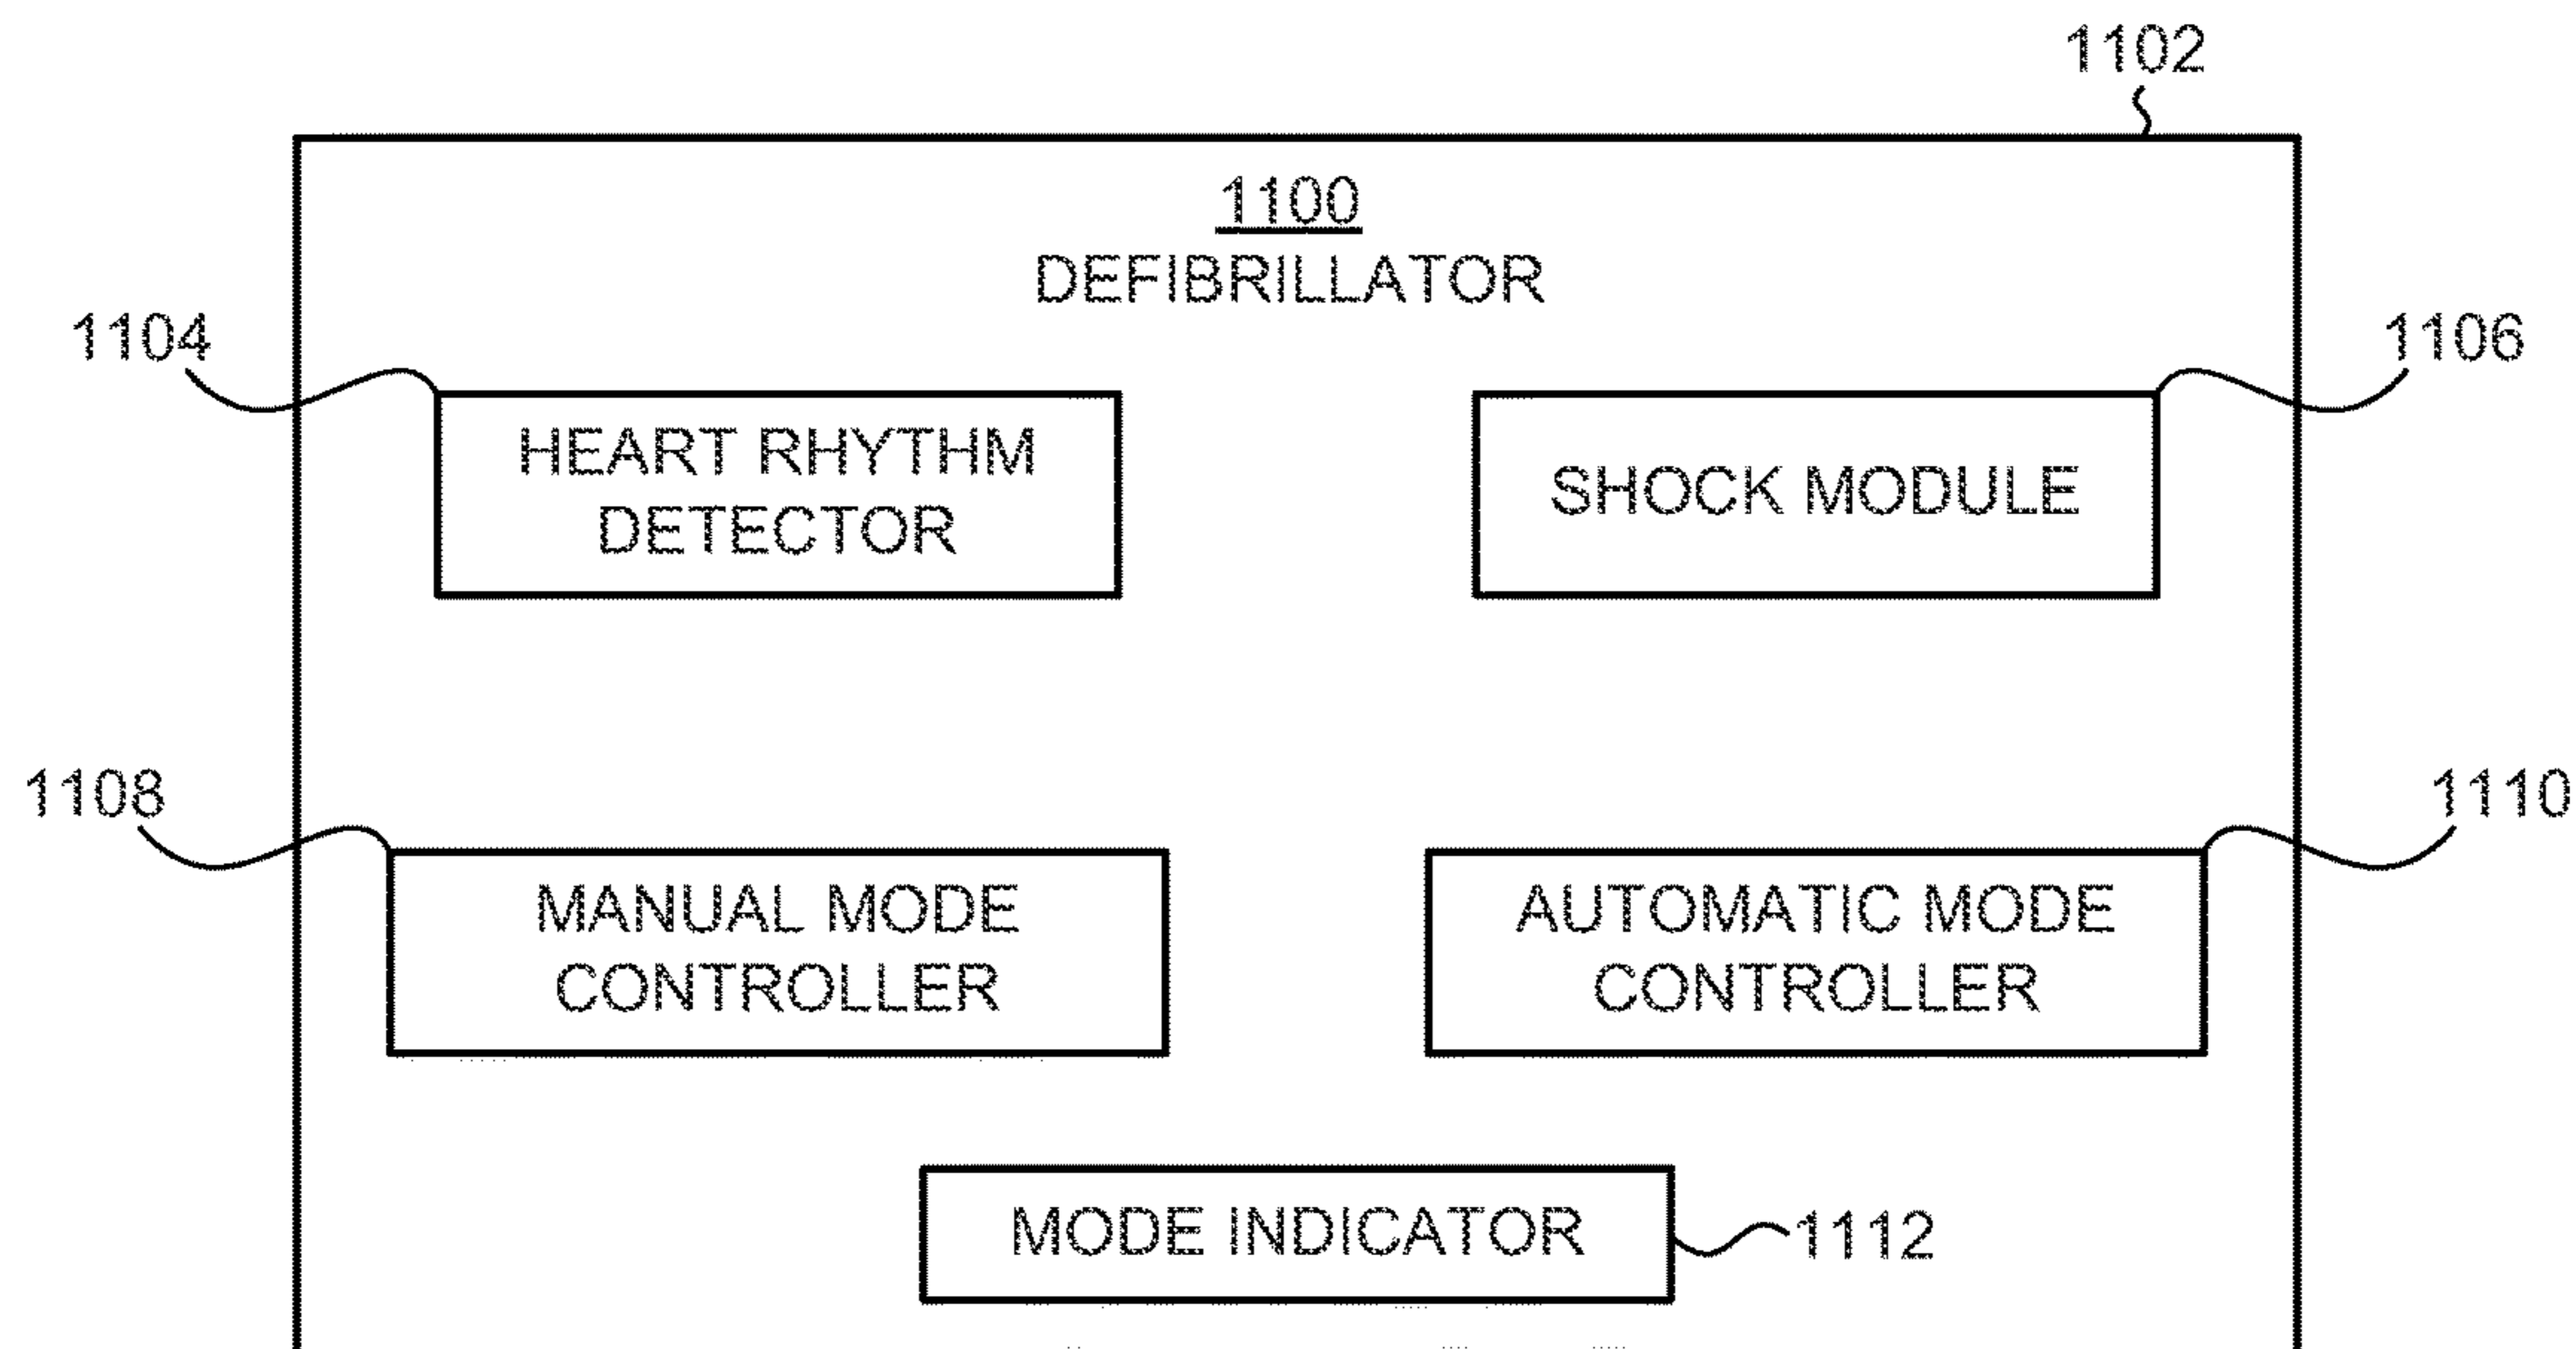 1102
1100
DEFIBRILLATOR
1104
1106
HEART RHYTHM
DETECTOR
SHOCK MODULE
1108
1110
MANUAL MODE
CONTROLLER
AUTOMATIC MODE
CONTROLLER
MODE INDICATOR
1112